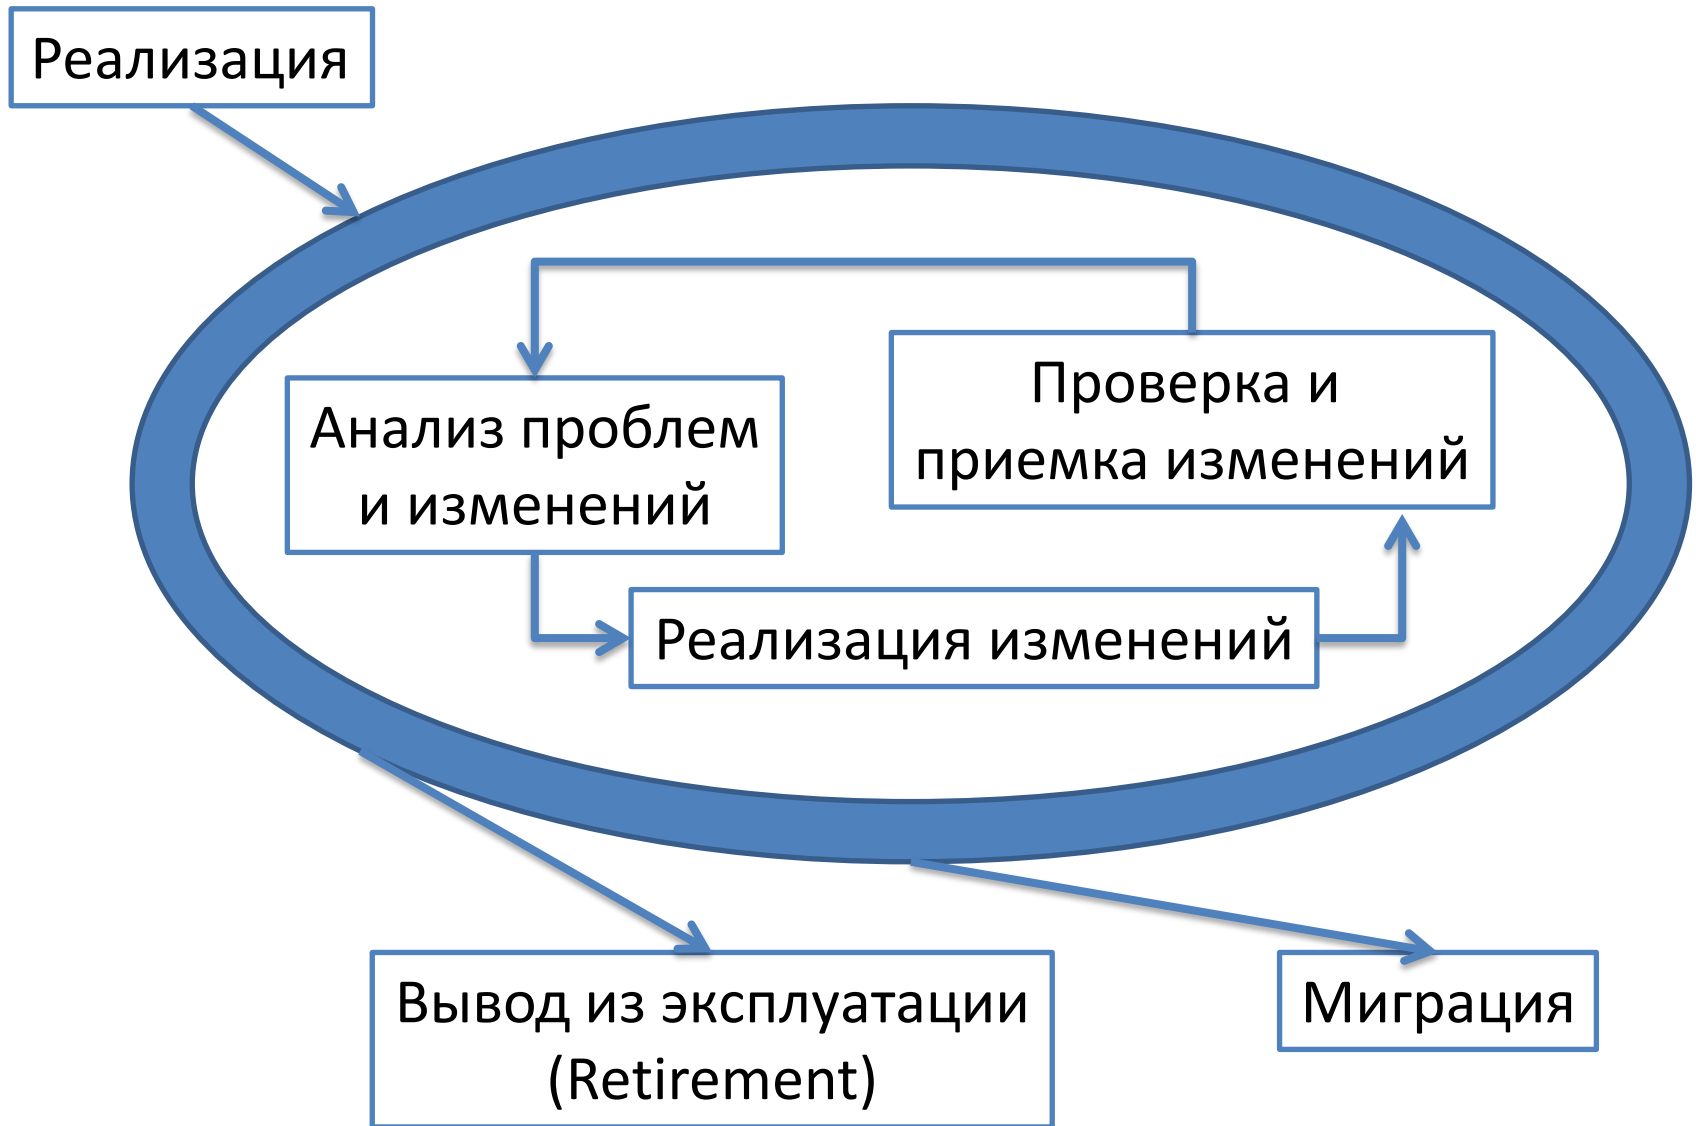 Реализация
Анализ проблем
и изменений
Проверка и
приемка изменений
Реализация изменений
Вывод из эксплуатации
(Retirement)
Миграция